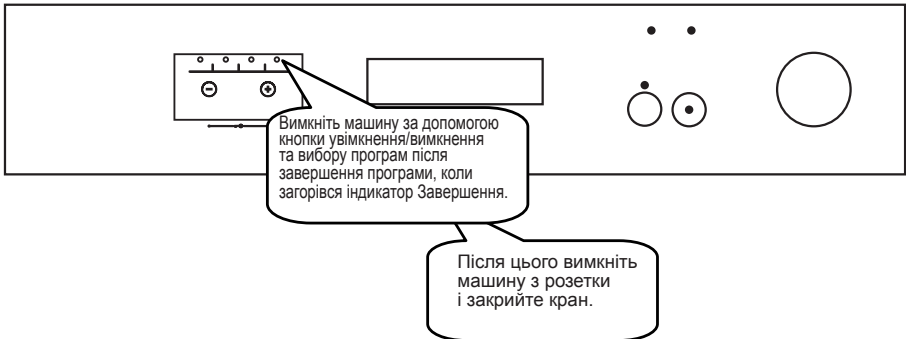 Вимкніть машину за допомогою
кнопки увімкнення/вимкнення
та вибору програм після
завершення програми, коли
загорівся індикатор Завершення.
Після цього вимкніть
машину з розетки
і закрийте кран.